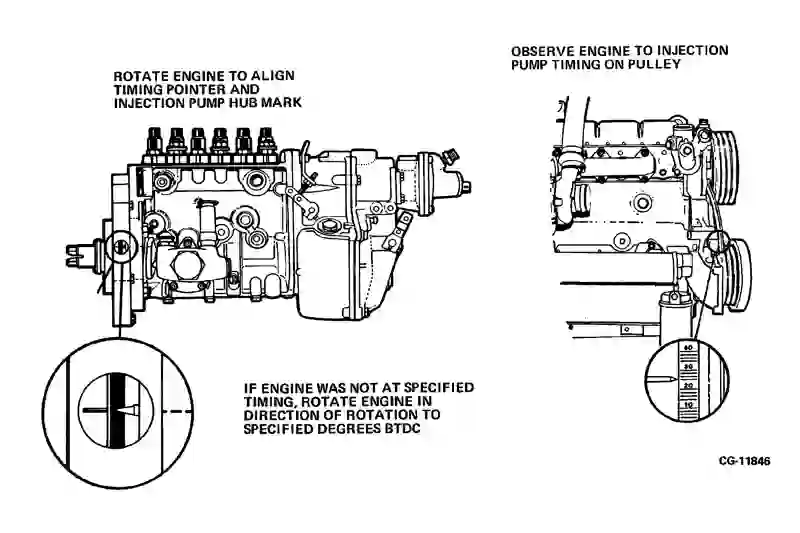 ROTATE ENGINE TO ALIGN
TIMING POINTER AND
INJECTION PUMP HUB MARK
OBSERVE ENGINE TO INJECTION
PUMP TIMING ON PULLEY
30
20
10
IF ENGINE WAS NOT AT SPECIFIED
TIMING, ROTATE ENGINE IN
DIRECTION OF ROTATION TO
SPECIFIED DEGREES BTDC
CG-11846